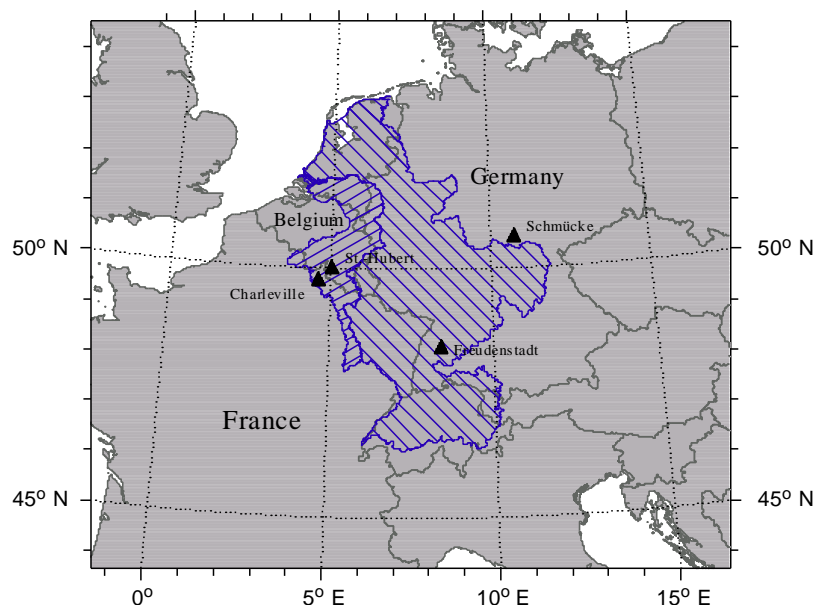 Germany
Belgium
Schmücke
50° N
50° N
St. Hubert
Charleville
Freudenstadt
France
45° N
45° N
0°
5° E
10° E
15° E